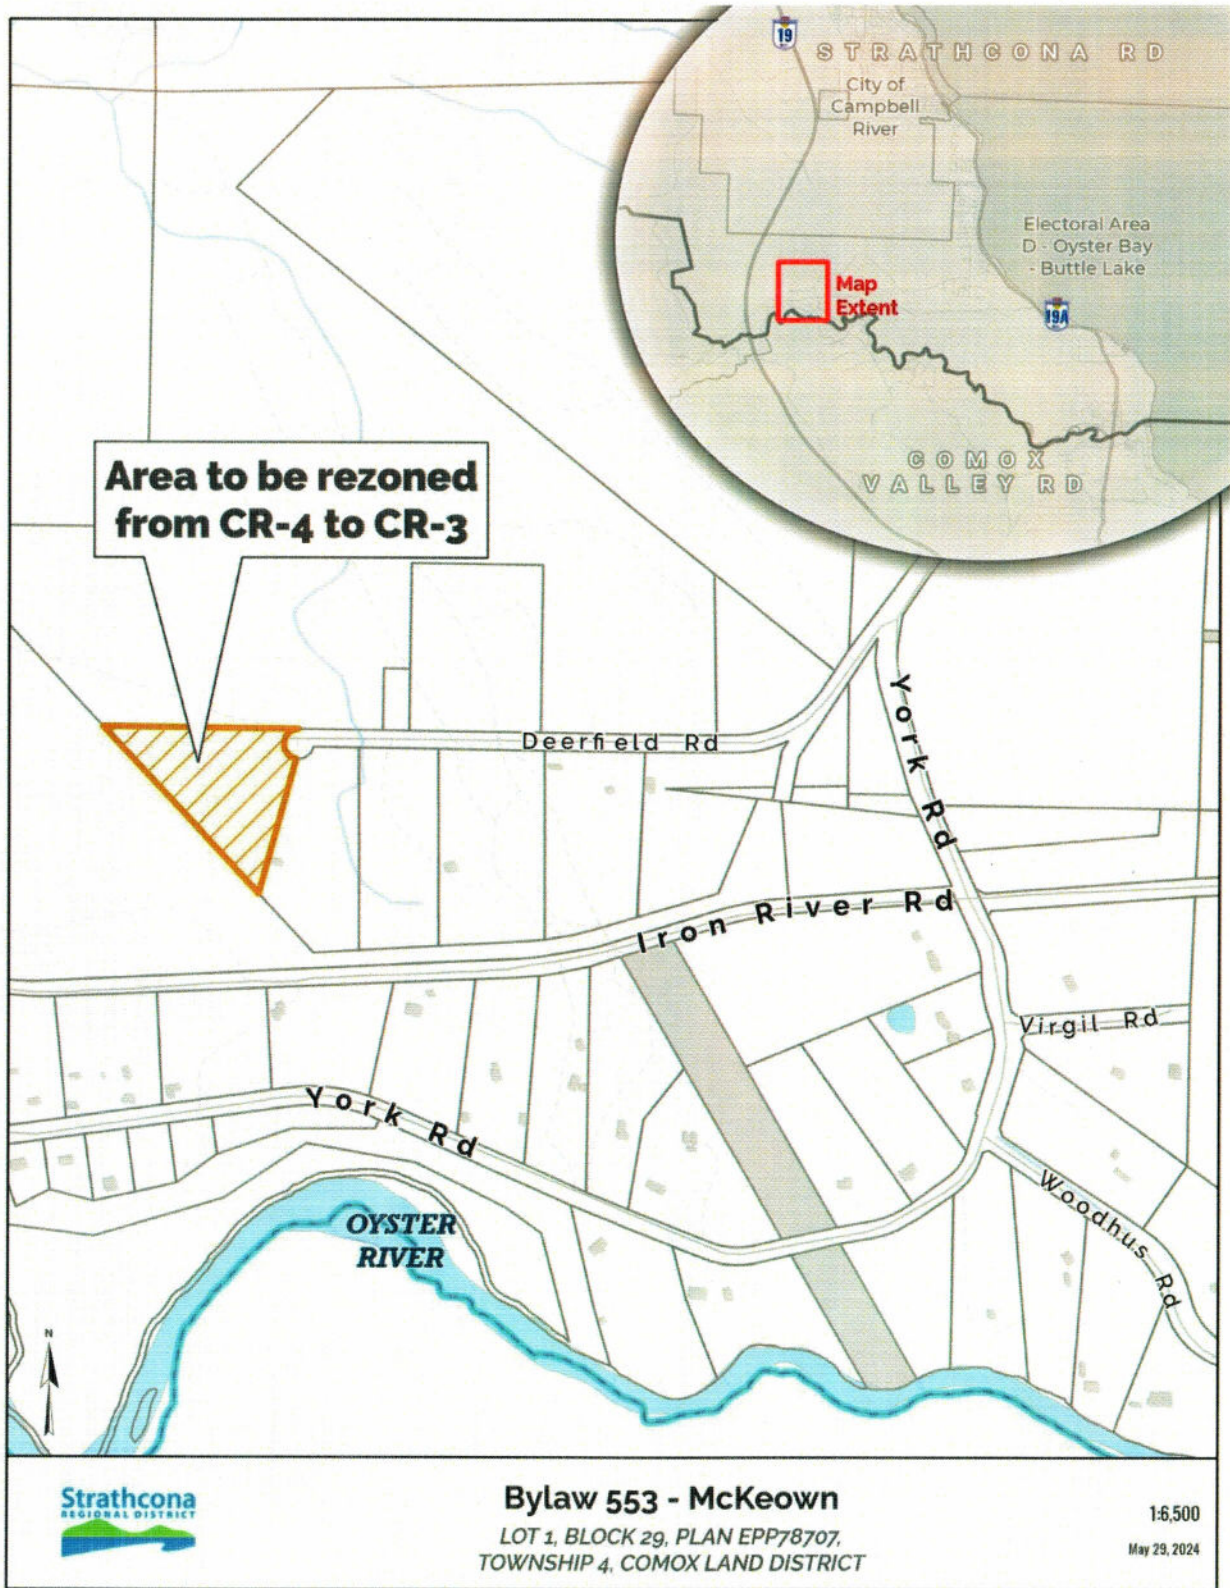 19
STRATHCONA RD
City of
Campbell
River
Electoral Area
D - Oyster Bay
- Buttle Lake
Map
Extent
19A
COMOX
VALLEY RD
Area to be rezoned
from CR-4 to CR-3
York Rd
Deerfield Rd
Iron River Rd
Virgil Rd
York Rd
Woodhus Rd
OYSTER
RIVER
N
Strathcona
REGIONAL DISTRICT
Bylaw 553 - McKeown
LOT 1, BLOCK 29, PLAN EPP78707,
TOWNSHIP 4, COMOX LAND DISTRICT
1:6,500
May 29, 2024